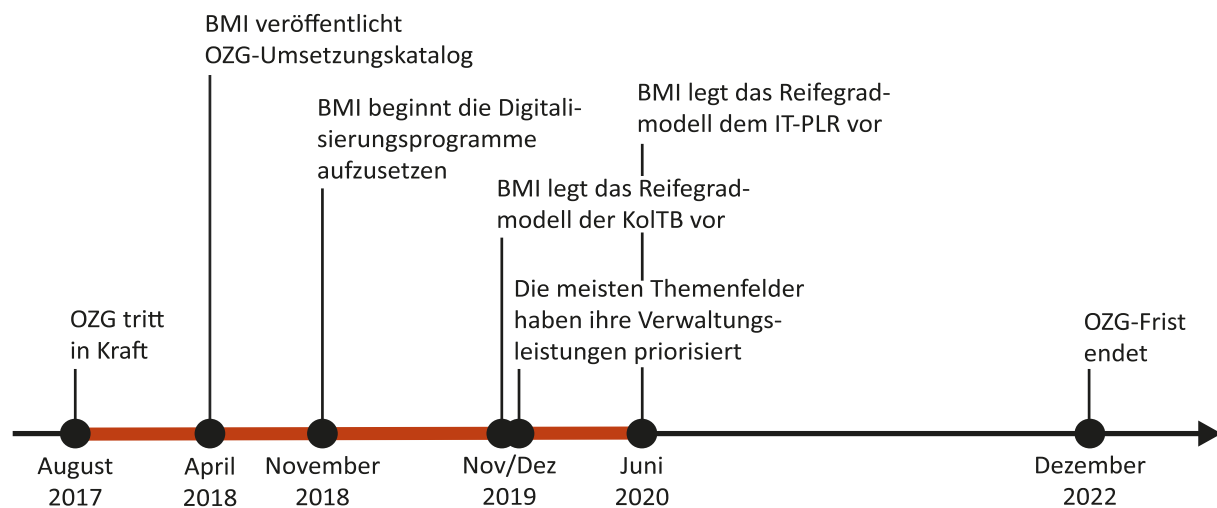 BMI veröffentlicht
OZG-Umsetzungskatalog
BMI beginnt die Digitali-
sierungsprogramme
aufzusetzen
BMI legt das Reifegrad-
modell dem IT-PLR vor
BMI legt das Reifegrad-
modell der KolTB vor
Die meisten Themenfelder
haben ihre Verwaltungs-
leistungen priorisiert
OZG tritt
in Kraft
OZG-Frist
endet
August
2017
April
2018
November
2018
Nov/Dez
2019
Juni
2020
Dezember
2022